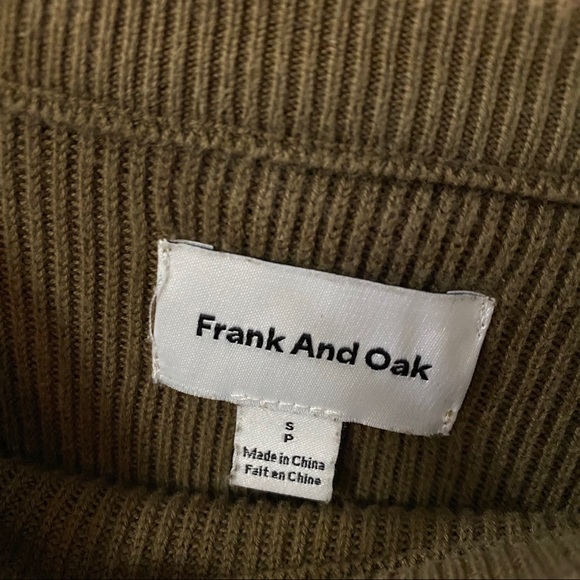 Frank And Oak
S
P
Made in China
Fait en Chine